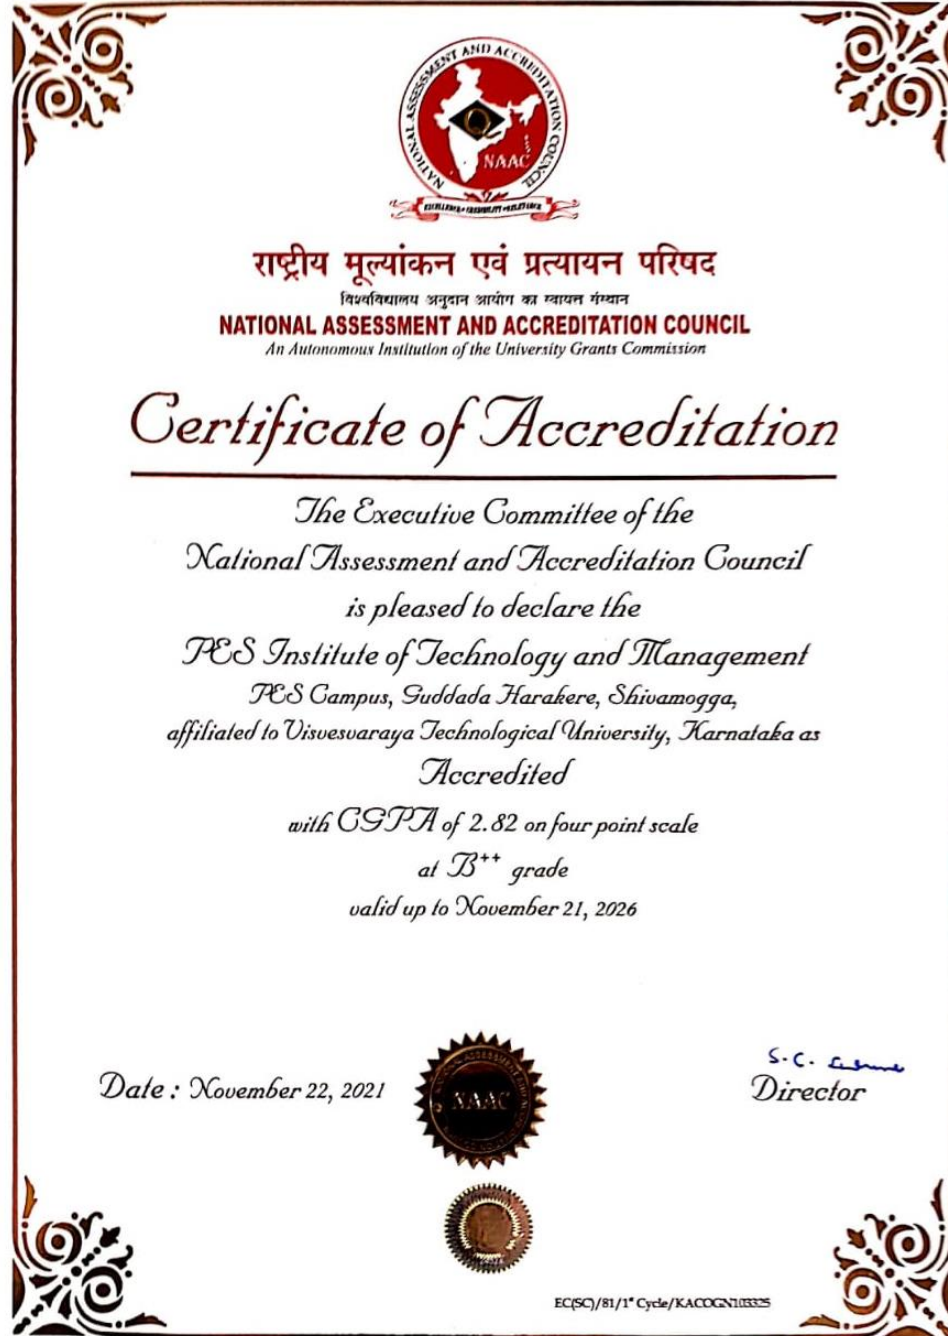 NATIONAL ASSESSMENT AND ACCREDITATION COUNCIL
Q
NAAC
EXCELLENCE • CREDIBILITY • RELEVANCE
राष्ट्रीय मूल्यांकन एवं प्रत्यायन परिषद
विश्वविद्यालय अनुदान आयोग का स्वायत्त संस्थान
NATIONAL ASSESSMENT AND ACCREDITATION COUNCIL
An Autonomous Institution of the University Grants Commission
Certificate of Accreditation
The Executive Committee of the
National Assessment and Accreditation Council
is pleased to declare the
PES Institute of Technology and Management
PES Campus, Guddada Harakere, Shivamogga,
affiliated to Visvesvaraya Technological University, Karnataka as
Accredited
with CGPA of 2.82 on four point scale
at B⁺⁺ grade
valid up to November 21, 2026
S. C.
Date : November 22, 2021
Director
NAAC
EC(SC)/81/1ˢᵗ Cycle/KACOGN103325